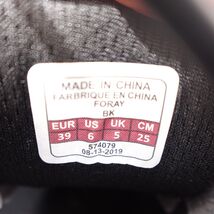 MADE IN CHINA
FABRIQUE EN CHINA
FORAY
BK
EUR US UK CM
39 6 5 25
574079
08-13-2019